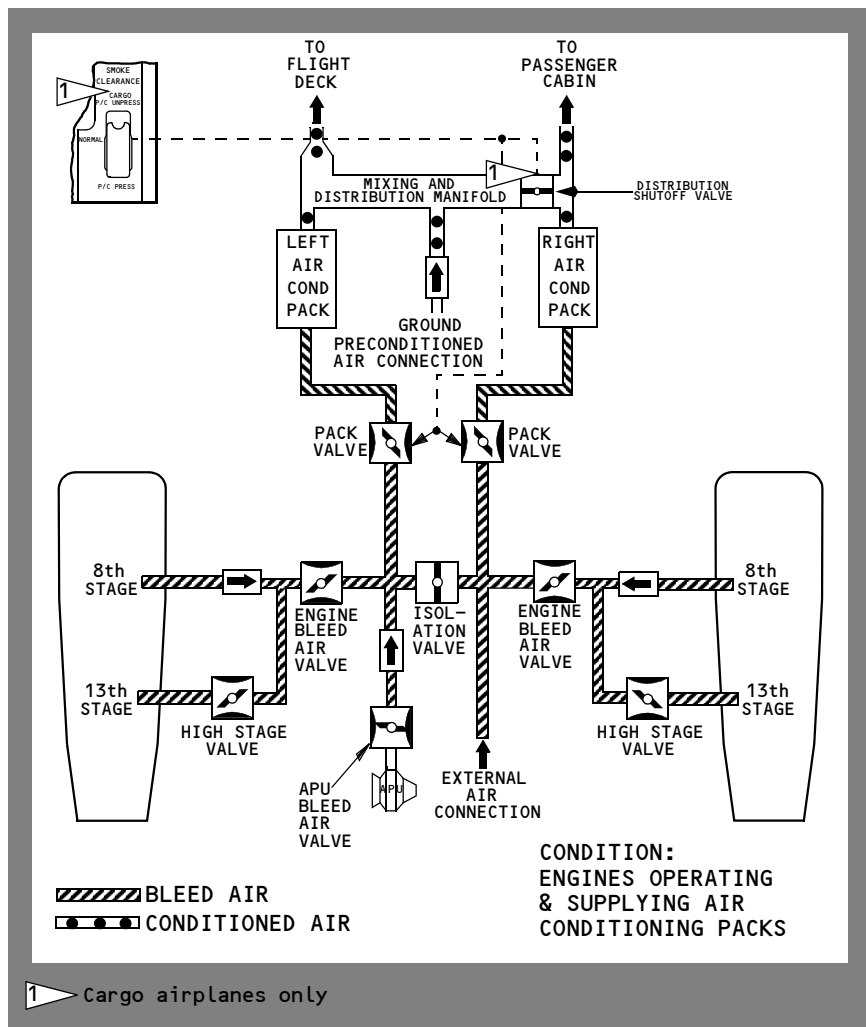 SMOKE
CLEARANCE
CARGO
P/C UNPRESS
NORMAL
P/C PRESS
1
TO
FLIGHT
DECK
TO
PASSENGER
CABIN
1
MIXING AND
DISTRIBUTION MANIFOLD
DISTRIBUTION
SHUTOFF VALVE
LEFT
AIR
COND
PACK
RIGHT
AIR
COND
PACK
GROUND
PRECONDITIONED
AIR CONNECTION
PACK
VALVE
PACK
VALVE
8th
STAGE
8th
STAGE
ENGINE
BLEED
AIR
VALVE
ISOL-
ATION
VALVE
ENGINE
BLEED
AIR
VALVE
13th
STAGE
13th
STAGE
HIGH STAGE
VALVE
HIGH STAGE
VALVE
APU
APU
BLEED
AIR
VALVE
EXTERNAL
AIR
CONNECTION
CONDITION:
ENGINES OPERATING
& SUPPLYING AIR
CONDITIONING PACKS
BLEED AIR
CONDITIONED AIR
1 Cargo airplanes only